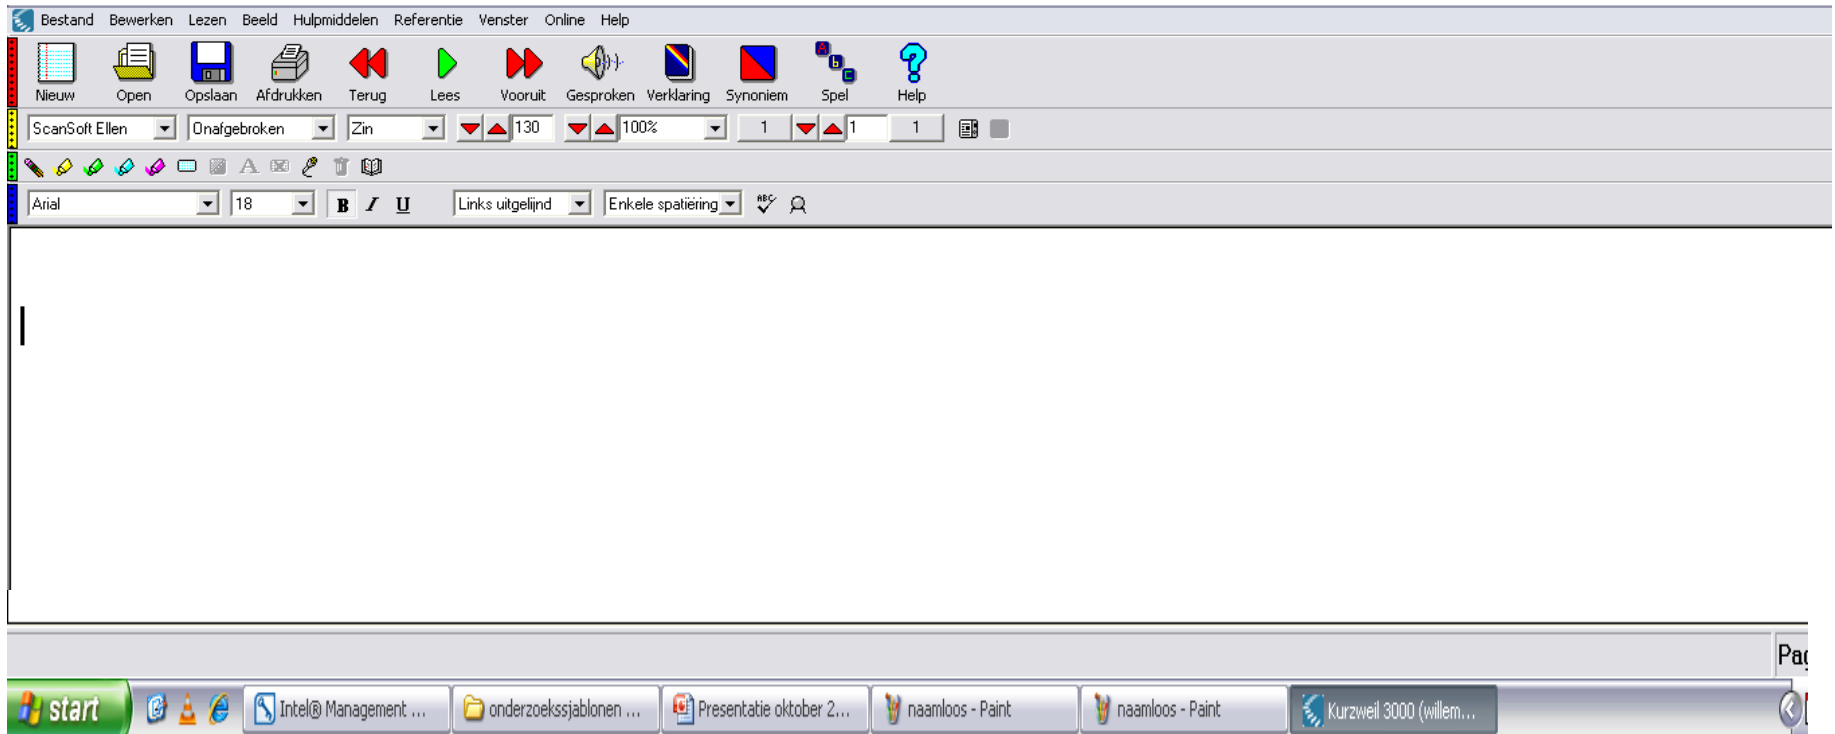 Bestand Bewerken Lezen Beeld Hulpmiddelen Referentie Venster Online Help
Nieuw Open Opslaan Afdrukken Terug Lees Vooruit Gesproken Verklaring Synoniem Spel Help
ScanSoft Ellen Onafgebroken Zin 130 100% 1 1 1
Arial 18 B I U Links uitgelijnd Enkele spatiëring ABC
Pag
start Intel® Management ... onderzoekssjablonen ... Presentatie oktober 2... naamloos - Paint naamloos - Paint Kurzweil 3000 (willem...